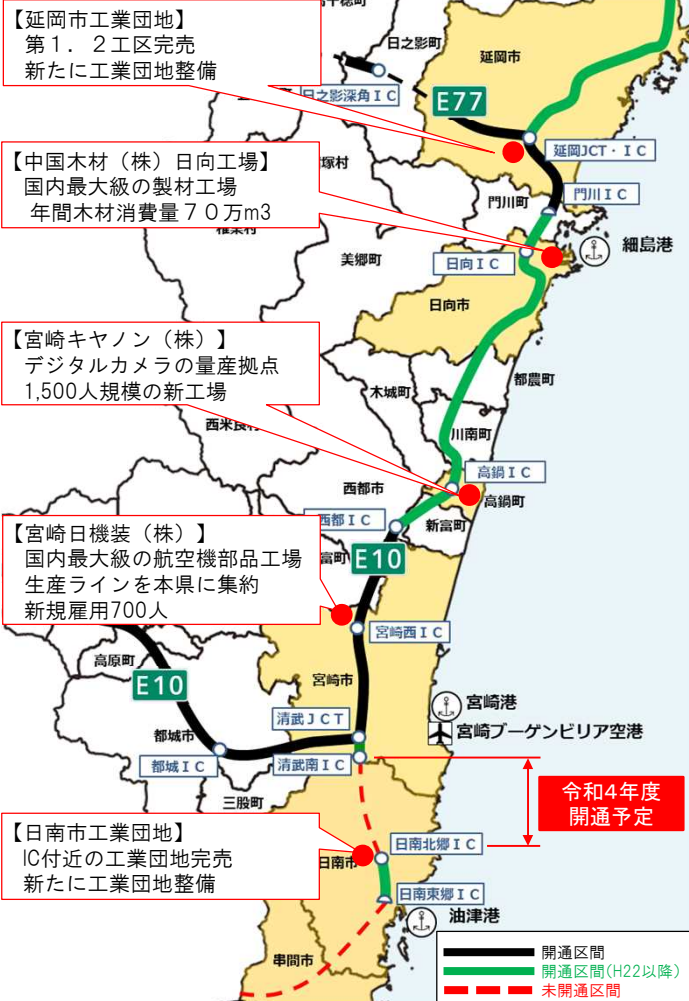 【延岡市工業団地】
第１．２工区完売
新たに工業団地整備
日之影町
延岡市
日之影深角ＩＣ
E77
延岡JCT・ＩＣ
【中国木材（株）日向工場】
国内最大級の製材工場
年間木材消費量７０万m3
門川町
門川ＩＣ
美郷町
日向ＩＣ
細島港
日向市
【宮崎キヤノン（株）】
デジタルカメラの量産拠点
1,500人規模の新工場
都農町
木城町
西米良村
川南町
高鍋ＩＣ
西都市
高鍋町
西都ＩＣ
新富町
【宮崎日機装（株）】
国内最大級の航空機部品工場
生産ラインを本県に集約
新規雇用700人
富町
E10
宮崎西ＩＣ
高原町
E10
宮崎市
宮崎港
都城市
清武ＪＣＴ
宮崎ブーゲンビリア空港
都城ＩＣ
清武南ＩＣ
三股町
令和4年度
開通予定
【日南市工業団地】
IC付近の工業団地完売
新たに工業団地整備
日南市
日南北郷ＩＣ
日南東郷ＩＣ
油津港
串間市
開通区間
開通区間(H22以降)
未開通区間